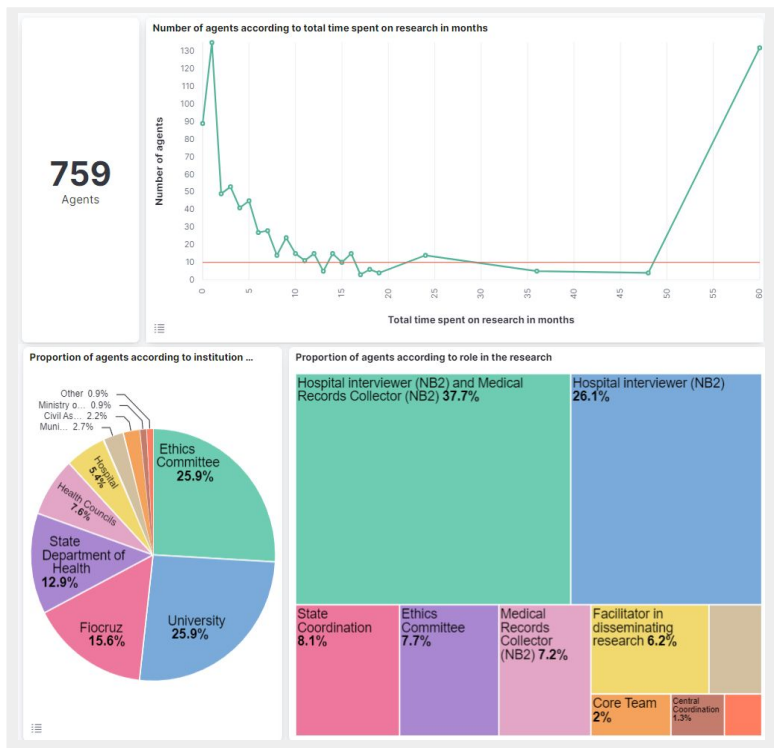 759
Agents
Number of agents according to total time spent on research in months
Number of agents
130
120
110
100
90
80
70
60
50
40
30
20
10
0
0
5
10
15
20
25
30
35
40
45
50
55
60
Total time spent on research in months
Proportion of agents according to institution ...
Other 0.9%
Ministry o... 0.9%
Civil As... 2.2%
Muni... 2.7%
Hospital
5.4%
Health Councils
7.6%
State
Department of
Health
12.9%
Fiocruz
15.6%
University
25.9%
Ethics
Committee
25.9%
Proportion of agents according to role in the research
Hospital interviewer (NB2) and Medical
Records Collector (NB2) 37.7%
Hospital interviewer (NB2)
26.1%
State
Coordination
8.1%
Ethics
Committee
7.7%
Medical
Records
Collector
(NB2) 7.2%
Facilitator in
disseminating
research 6.2%
Core Team
2%
Central
Coordination
1.3%